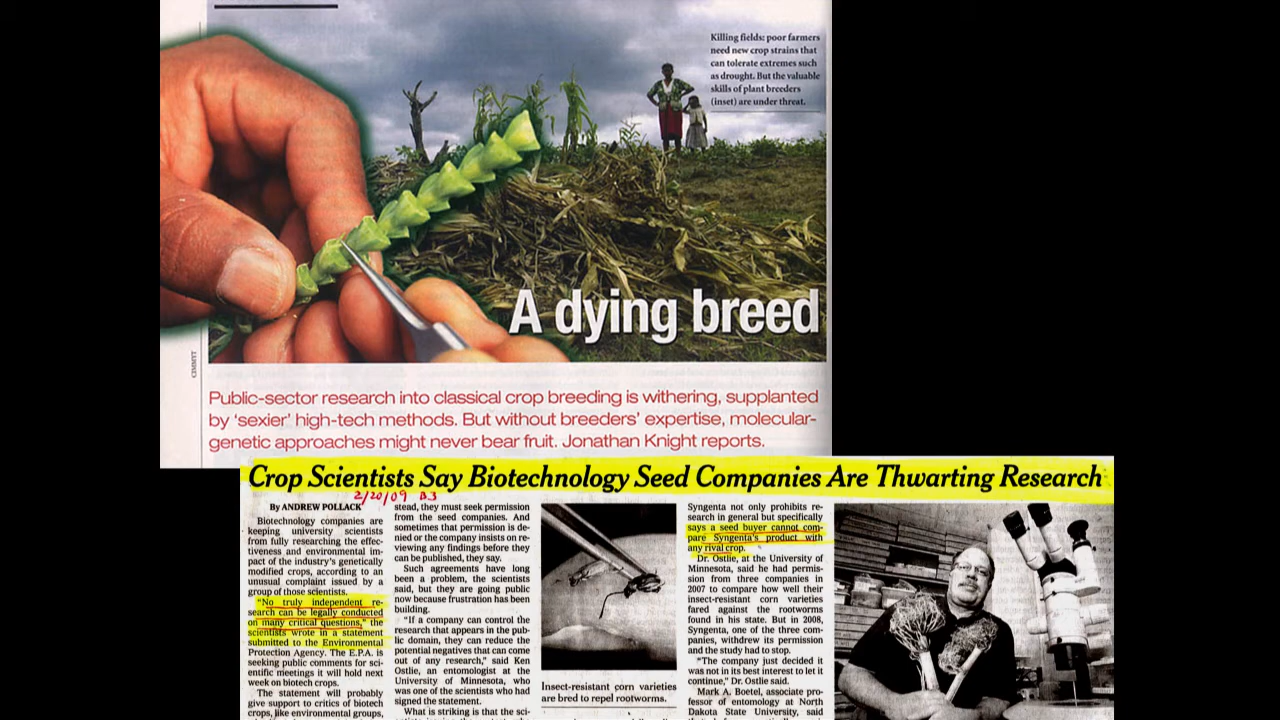 Killing fields: poor farmers
need new crop strains that
can tolerate extremes such
as drought. But the valuable
skills of plant breeders
(inset) are under threat.
A dying breed
CIMMYT
Public-sector research into classical crop breeding is withering, supplanted
by ‘sexier’ high-tech methods. But without breeders’ expertise, molecular-
genetic approaches might never bear fruit. Jonathan Knight reports.
Crop Scientists Say Biotechnology Seed Companies Are Thwarting Research
2/20/09 B3
By ANDREW POLLACK
Biotechnology companies are
keeping university scientists
from fully researching the effec-
tiveness and environmental im-
pact of the industry's genetically
modified crops, according to an
unusual complaint issued by a
group of those scientists.
“No truly independent re-
search can be legally conducted
on many critical questions,” the
scientists wrote in a statement
submitted to the Environmental
Protection Agency. The E.P.A. is
seeking public comments for sci-
entific meetings it will hold next
week on biotech crops.
The statement will probably
give support to critics of biotech
crops, like environmental groups,
stead, they must seek permission
from the seed companies. And
sometimes that permission is de-
nied or the company insists on re-
viewing any findings before they
can be published, they say.
Such agreements have long
been a problem, the scientists
said, but they are going public
now because frustration has been
building.
“If a company can control the
research that appears in the pub-
lic domain, they can reduce the
potential negatives that can come
out of any research,” said Ken
Ostlie, an entomologist at the
University of Minnesota, who
was one of the scientists who had
signed the statement.
What is striking is that the sci-
Insect-resistant corn varieties
are bred to repel rootworms.
Syngenta not only prohibits re-
search in general but specifically
says a seed buyer cannot com-
pare Syngenta's product with
any rival crop.
Dr. Ostlie, at the University of
Minnesota, said he had permis-
sion from three companies in
2007 to compare how well their
insect-resistant corn varieties
fared against the rootworms
found in his state. But in 2008,
Syngenta, one of the three com-
panies, withdrew its permission
and the study had to stop.
“The company just decided it
was not in its best interest to let it
continue,” Dr. Ostlie said.
Mark A. Boetel, associate pro-
fessor of entomology at North
Dakota State University, said